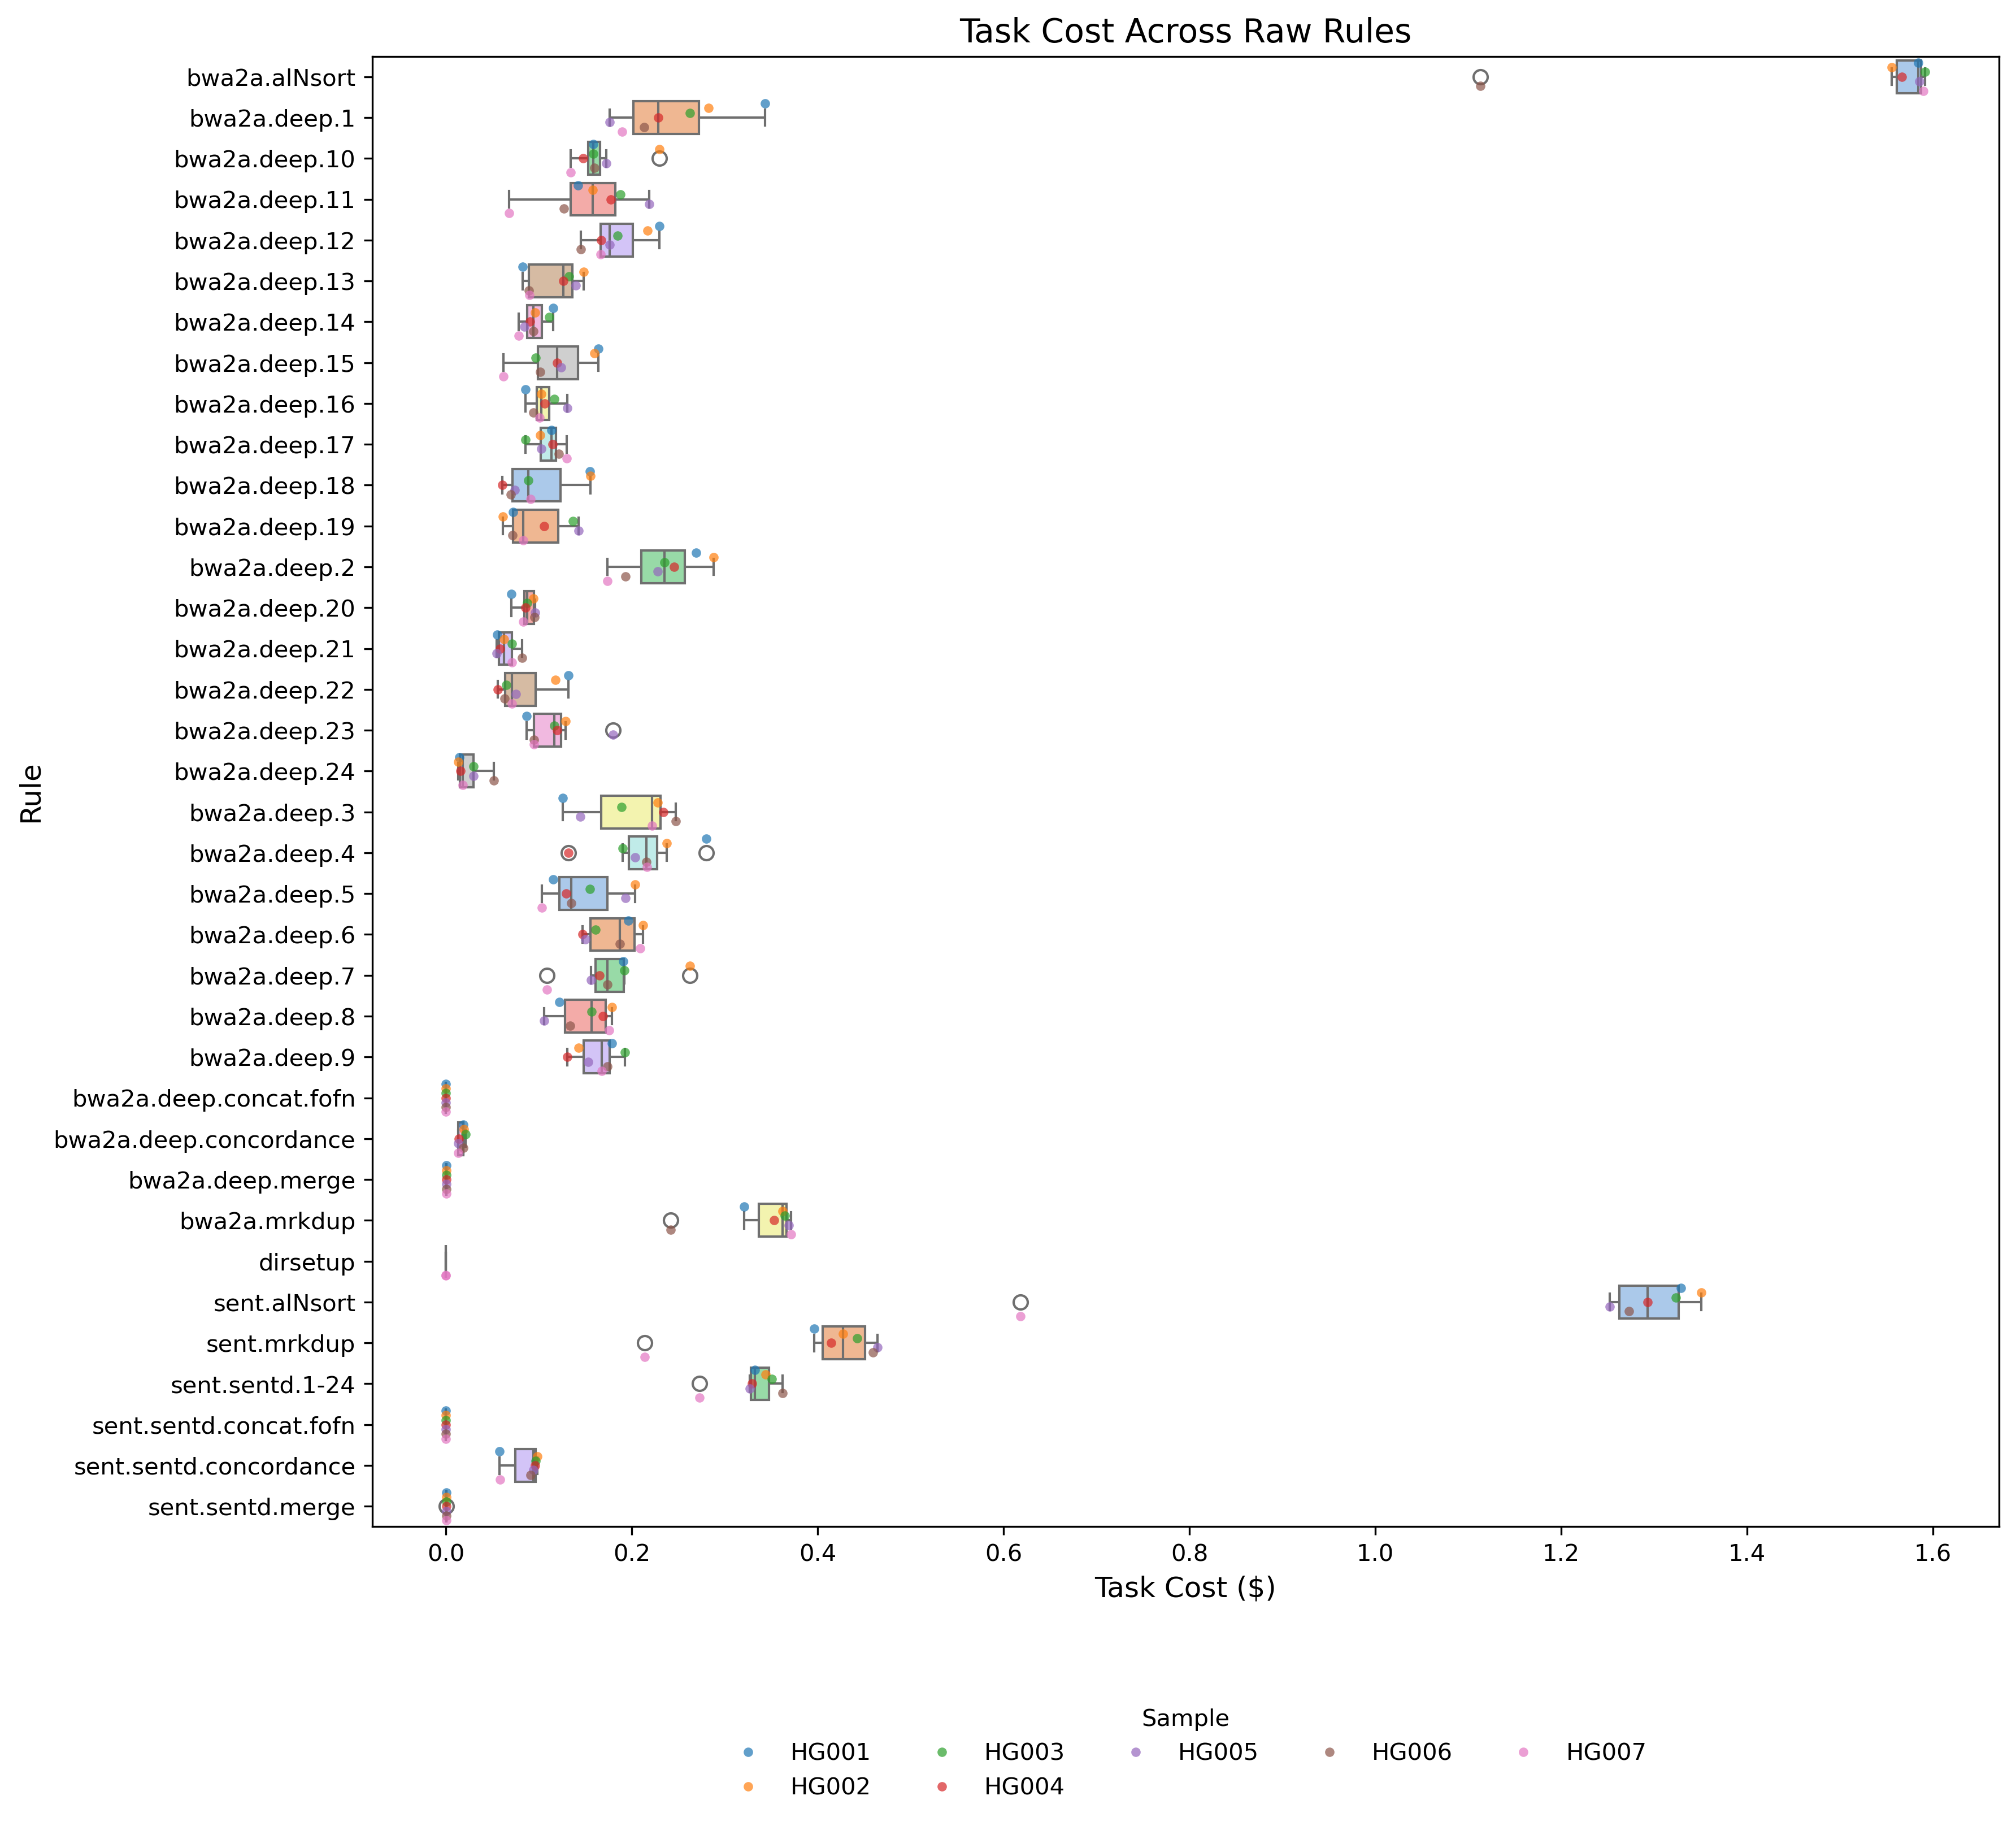 Task Cost Across Raw Rules
Rule
bwa2a.alNsort
bwa2a.deep.1
bwa2a.deep.10
bwa2a.deep.11
bwa2a.deep.12
bwa2a.deep.13
bwa2a.deep.14
bwa2a.deep.15
bwa2a.deep.16
bwa2a.deep.17
bwa2a.deep.18
bwa2a.deep.19
bwa2a.deep.2
bwa2a.deep.20
bwa2a.deep.21
bwa2a.deep.22
bwa2a.deep.23
bwa2a.deep.24
bwa2a.deep.3
bwa2a.deep.4
bwa2a.deep.5
bwa2a.deep.6
bwa2a.deep.7
bwa2a.deep.8
bwa2a.deep.9
bwa2a.deep.concat.fofn
bwa2a.deep.concordance
bwa2a.deep.merge
bwa2a.mrkdup
dirsetup
sent.alNsort
sent.mrkdup
sent.sentd.1-24
sent.sentd.concat.fofn
sent.sentd.concordance
sent.sentd.merge
0.0 0.2 0.4 0.6 0.8 1.0 1.2 1.4 1.6
Task Cost ($)
Sample
HG001 HG003 HG005 HG006 HG007
HG002 HG004